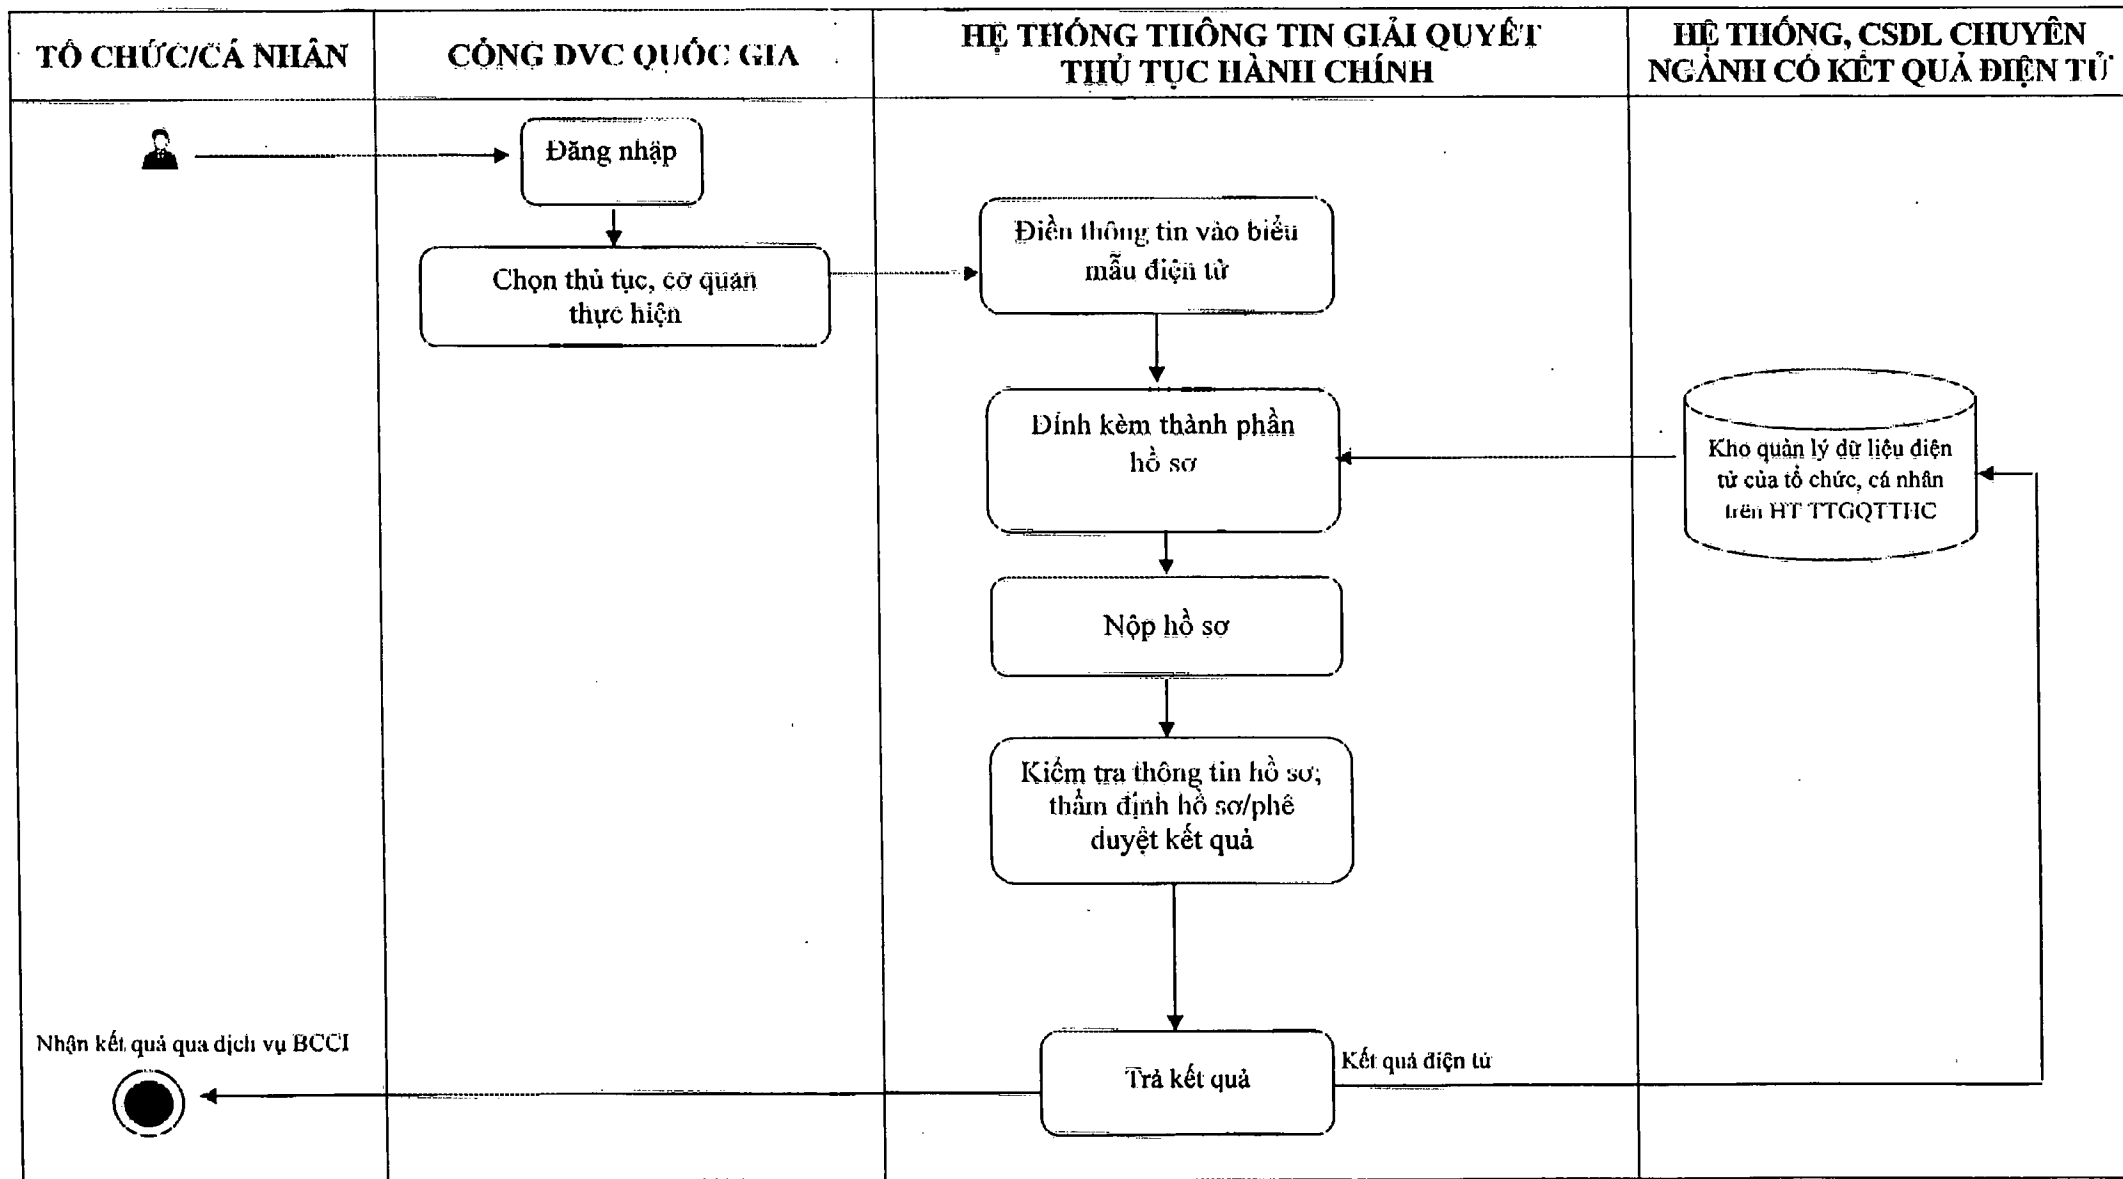 TỔ CHỨC/CÁ NHÂN
CỔNG DVC QUỐC GIA
HỆ THỐNG THÔNG TIN GIẢI QUYẾT
THỦ TỤC HÀNH CHÍNH
HỆ THỐNG, CSDL CHUYÊN
NGÀNH CÓ KẾT QUẢ ĐIỆN TỬ
Đăng nhập
Chọn thủ tục, cơ quan
thực hiện
Điền thông tin vào biểu
mẫu điện tử
Đính kèm thành phần
hồ sơ
Kho quản lý dữ liệu điện
tử của tổ chức, cá nhân
trên HT TTGQTTHC
Nộp hồ sơ
Kiểm tra thông tin hồ sơ;
thẩm định hồ sơ/phê
duyệt kết quả
Nhận kết quả qua dịch vụ BCCI
Trả kết quả
Kết quả điện tử